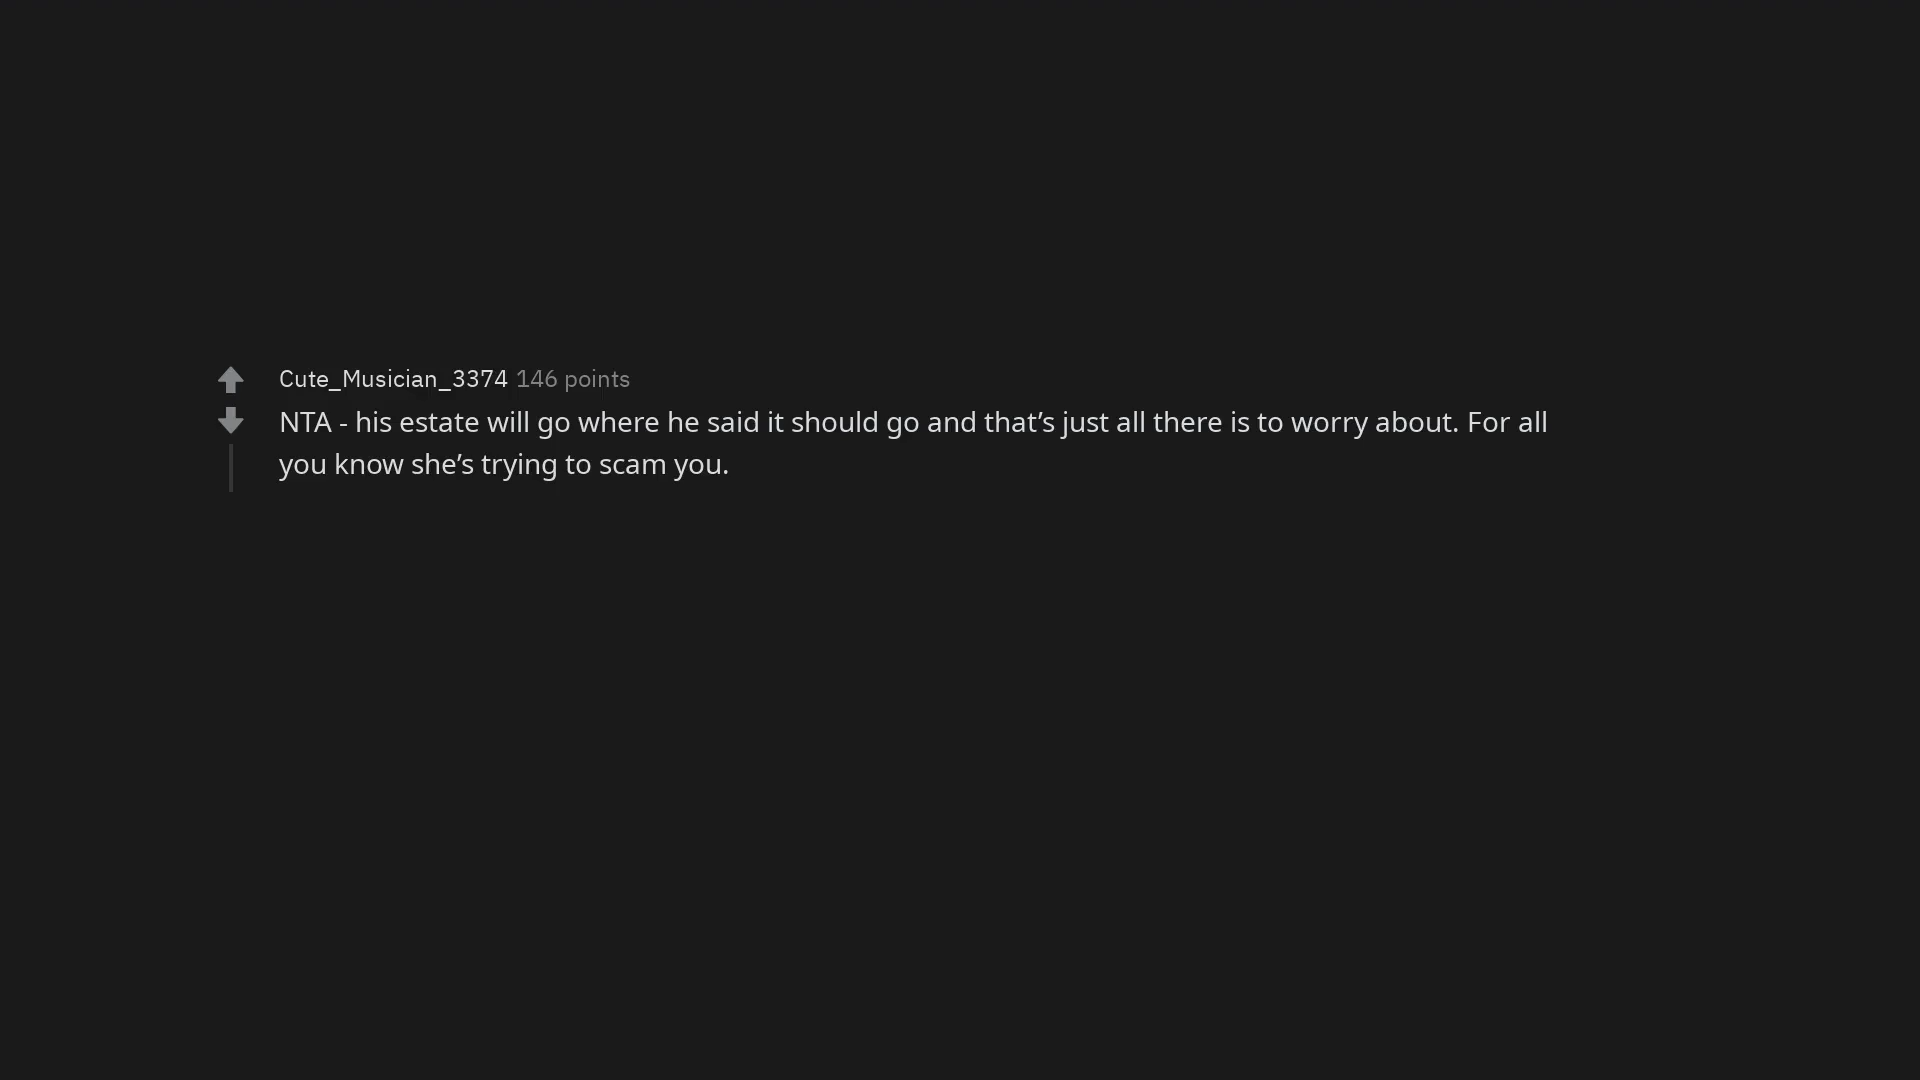 Cute_Musician_3374 146 points
NTA - his estate will go where he said it should go and that’s just all there is to worry about. For all
you know she’s trying to scam you.